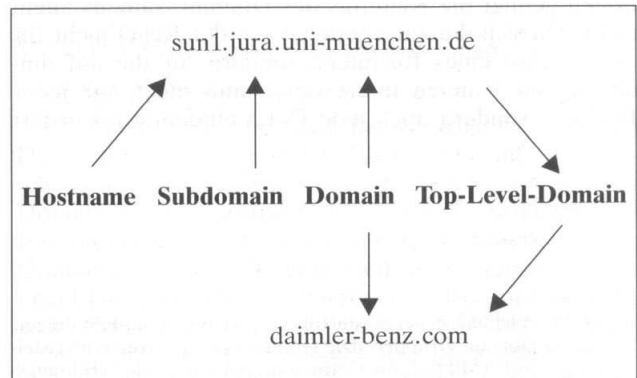 sun1.jura.uni-muenchen.de
Hostname Subdomain Domain Top-Level-Domain
daimler-benz.com